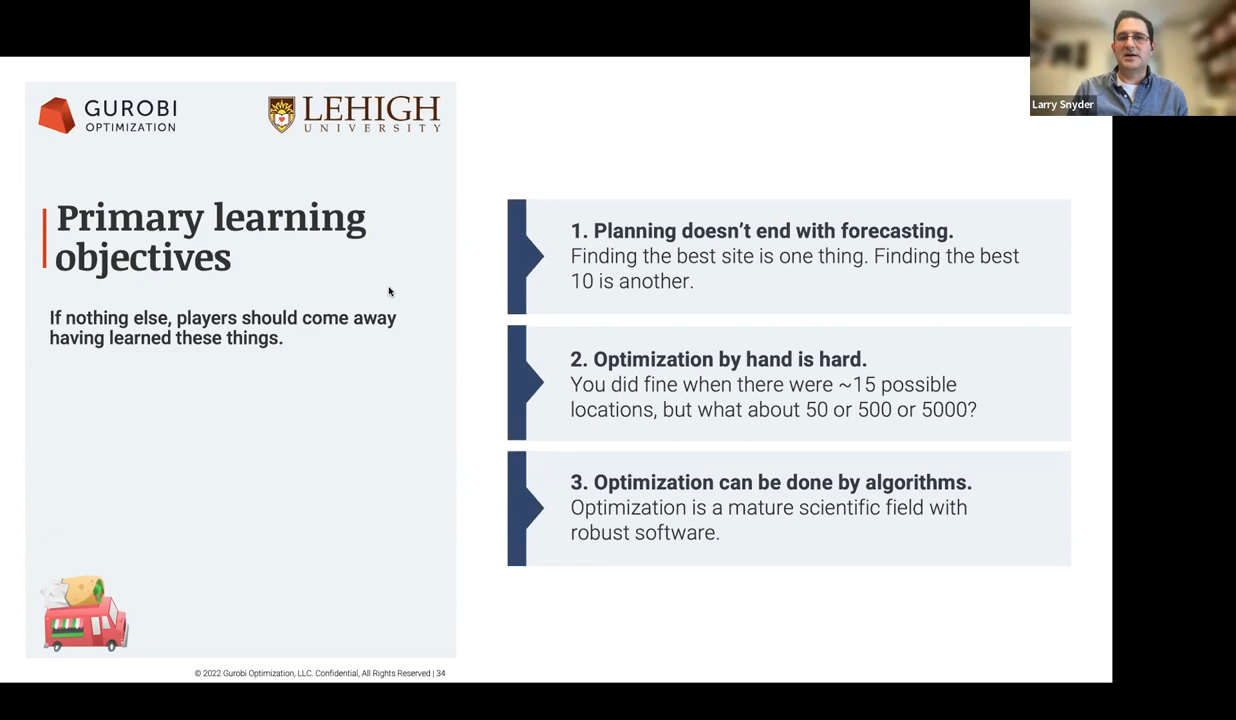 Larry Snyder
GUROBI
OPTIMIZATION
LEHIGH
UNIVERSITY
Primary learning
objectives
If nothing else, players should come away
having learned these things.
1. Planning doesn’t end with forecasting.
Finding the best site is one thing. Finding the best
10 is another.
2. Optimization by hand is hard.
You did fine when there were ~15 possible
locations, but what about 50 or 500 or 5000?
3. Optimization can be done by algorithms.
Optimization is a mature scientific field with
robust software.
© 2022 Gurobi Optimization, LLC. Confidential, All Rights Reserved | 34